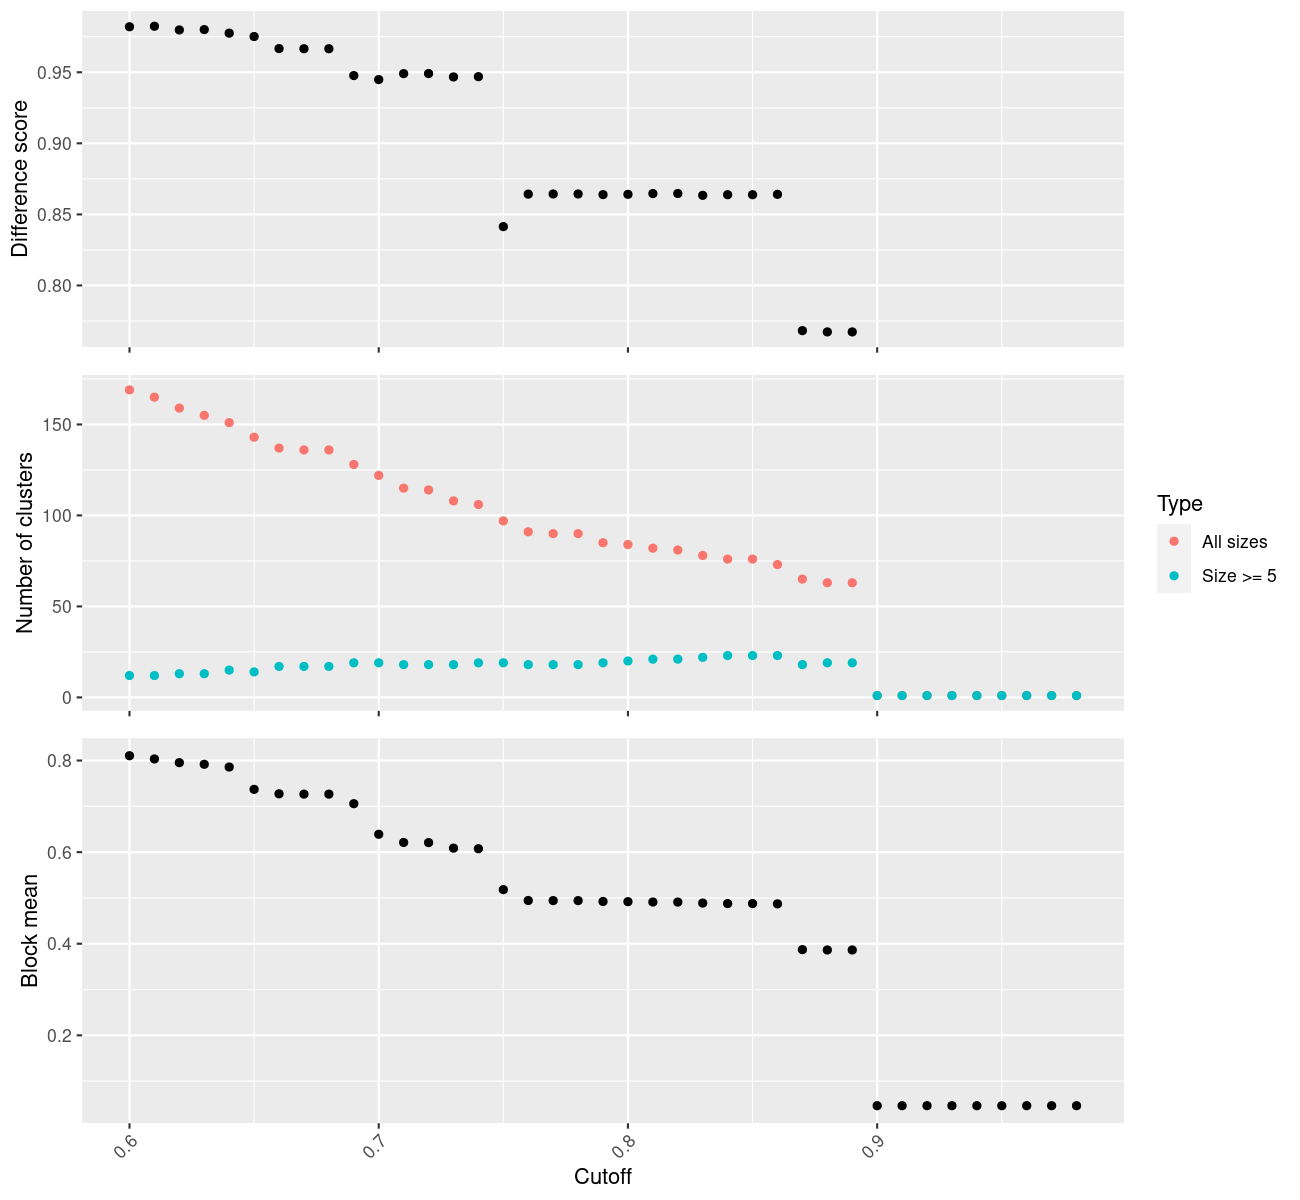 Difference score
0.95
0.90
0.85
0.80
Number of clusters
150
100
50
0
Type
All sizes
Size >= 5
Block mean
0.8
0.6
0.4
0.2
0.6 0.7 0.8 0.9
Cutoff